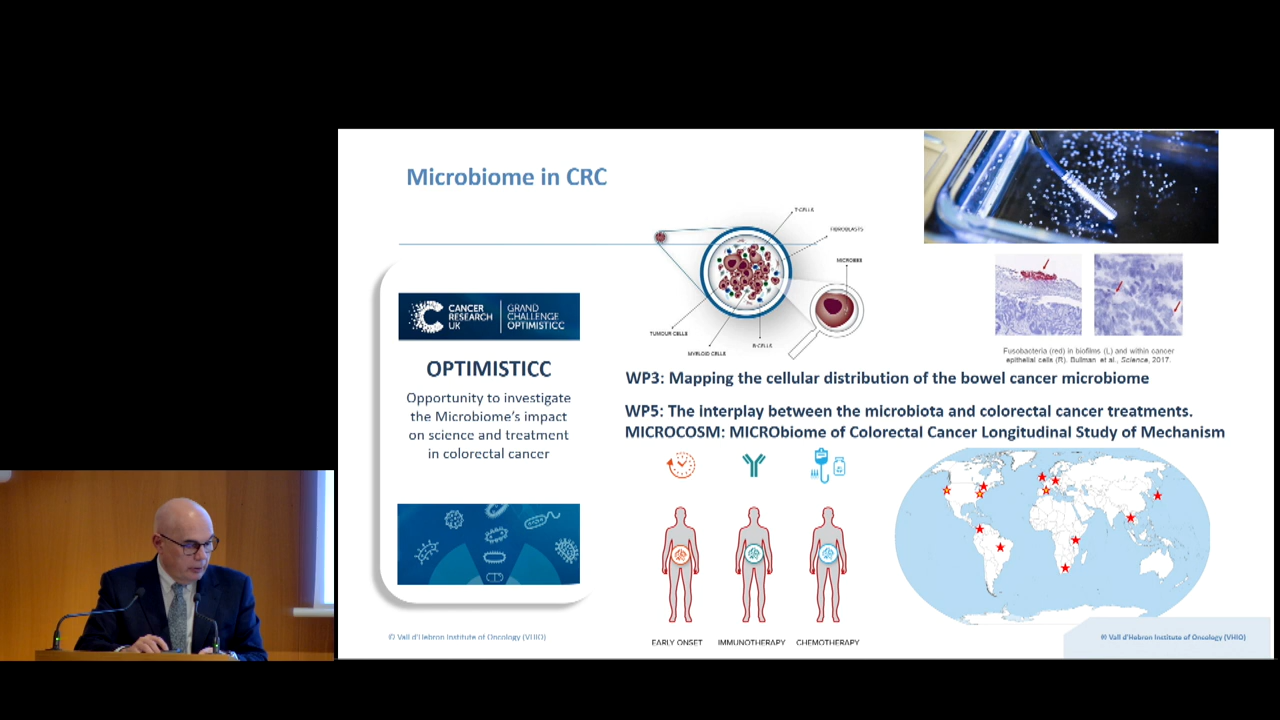 Microbiome in CRC
CANCER
RESEARCH
UK
GRAND
CHALLENGE
OPTIMISTICC
OPTIMISTICC
Opportunity to investigate
the Microbiome's impact
on science and treatment
in colorectal cancer
T-CELLS
FIBROBLASTS
MICROBES
TUMOUR CELLS
MYELOID CELLS
B-CELLS
Fusobacteria (red) in biofilms (L) and within cancer
epithelial cells (R). Bullman et al., Science, 2017.
WP3: Mapping the cellular distribution of the bowel cancer microbiome
WP5: The interplay between the microbiota and colorectal cancer treatments.
MICROCOSM: MICRObiome of Colorectal Cancer Longitudinal Study of Mechanism
EARLY ONSET
IMMUNOTHERAPY
CHEMOTHERAPY
© Vall d'Hebron Institute of Oncology (VHIO)
© Vall d'Hebron Institute of Oncology (VHIO)